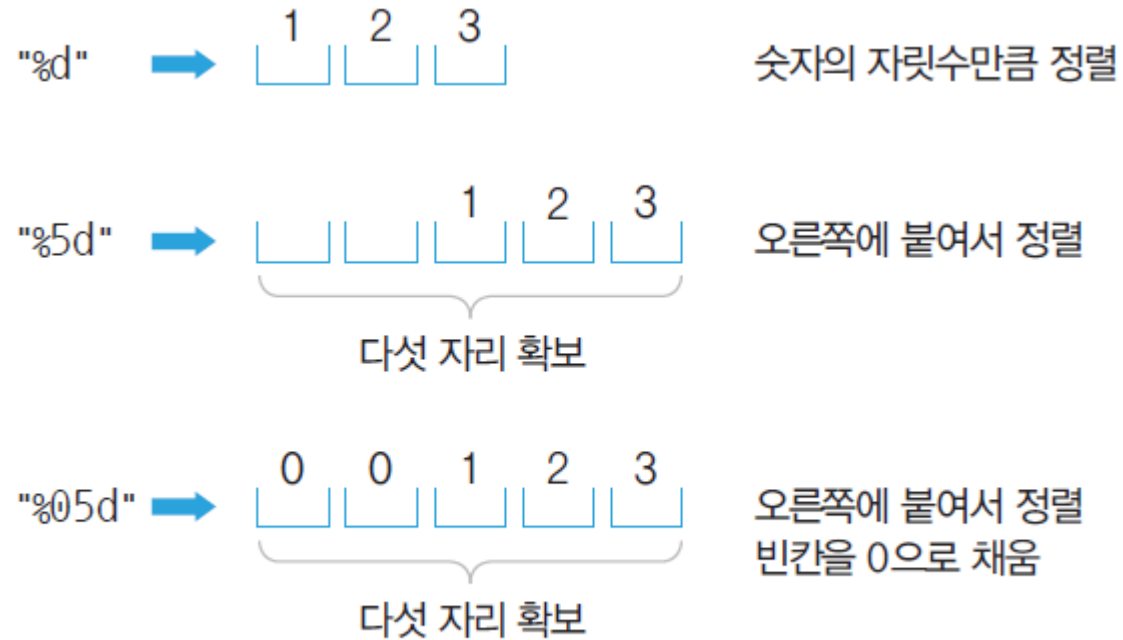 "%d" 1 2 3 숫자의 자릿수만큼 정렬
"%5d" 1 2 3 오른쪽에 붙여서 정렬
다섯 자리 확보
"%05d" 0 0 1 2 3 오른쪽에 붙여서 정렬
빈칸을 0으로 채움
다섯 자리 확보